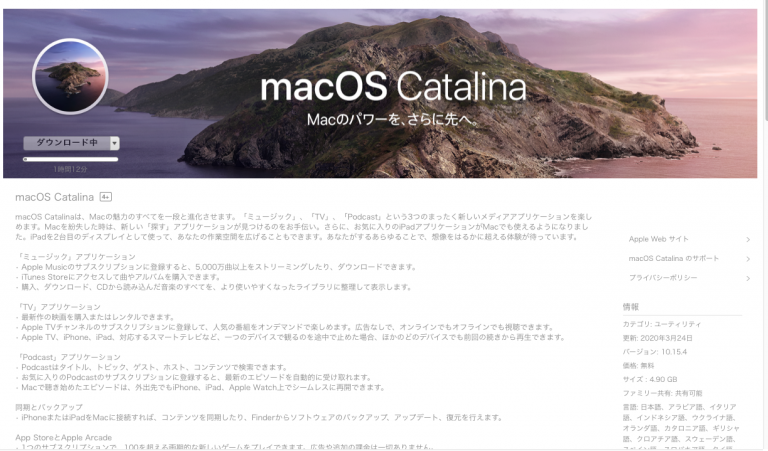 macOS Catalina
Macのパワーを、さらに先へ。
ダウンロード中
1時間12分
macOS Catalina 4+
macOS Catalinaは、Macの魅力のすべてを一段と進化させます。「ミュージック」、「TV」、「Podcast」という3つのまったく新しいメディアアプリケーションを楽し
めます。Macを紛失した時は、新しい「探す」アプリケーションが見つけるのをお手伝い。さらに、お気に入りのiPadアプリケーションがMacでも使えるようになりまし
た。iPadを2台目のディスプレイとして使って、あなたの作業空間を広げることもできます。あなたがするあらゆることで、想像をはるかに超える体験が待っています。
「ミュージック」アプリケーション
- Apple Musicのサブスクリプションに登録すると、5,000万曲以上をストリーミングしたり、ダウンロードできます。
- iTunes Storeにアクセスして曲やアルバムを購入できます。
- 購入、ダウンロード、CDから読み込んだ音楽のすべてを、より使いやすくなったライブラリに整理して表示します。
「TV」アプリケーション
- 最新作の映画を購入またはレンタルできます。
- Apple TVチャンネルのサブスクリプションに登録して、人気の番組をオンデマンドで楽しめます。広告なしで、オンラインでもオフラインでも視聴できます。
- Apple TV、iPhone、iPad、対応するスマートテレビなど、一つのデバイスで観るのを途中で止めた場合、ほかのどのデバイスでも前回の続きから再生できます。
「Podcast」アプリケーション
- Podcastはタイトル、トピック、ゲスト、ホスト、コンテンツで検索できます。
- お気に入りのPodcastのサブスクリプションに登録すると、最新のエピソードを自動的に受け取れます。
- Macで聴き始めたエピソードは、外出先でもiPhone、iPad、Apple Watch上でシームレスに再開できます。
同期とバックアップ
- iPhoneまたはiPadをMacに接続すれば、コンテンツを同期したり、Finderからソフトウェアのバックアップ、アップデート、復元を行えます。
App StoreとApple Arcade
- 1つのサブスクリプションで、100を超える画期的な新しいゲームをプレイできます。広告や追加の課金は一切ありません。
Apple Web サイト
macOS Catalina のサポート
プライバシーポリシー
情報
カテゴリ: ユーティリティ
更新: 2020年3月24日
バージョン: 10.15.4
価格: 無料
サイズ: 4.90 GB
ファミリー共有: 共有可能
言語: 日本語、アラビア語、イタリア
語、インドネシア語、ウクライナ語、
オランダ語、カタロニア語、ギリシャ
語、クロアチア語、スウェーデン語、